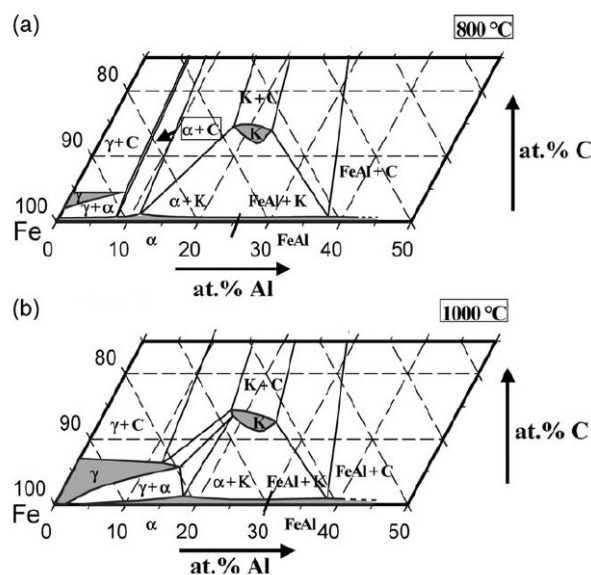 (a)
800 °C
80
K+C
γ+C
α+C
K
90
at.% C
FeAl+C
γ
γ+α
α+K
FeAl+K
100
Fe
α
FeAl
0
10
20
30
40
50
at.% Al
(b)
1000 °C
80
K+C
γ+C
K
90
at.% C
γ
FeAl+C
γ+α
α+K
FeAl+K
100
Fe
α
FeAl
0
10
20
30
40
50
at.% Al